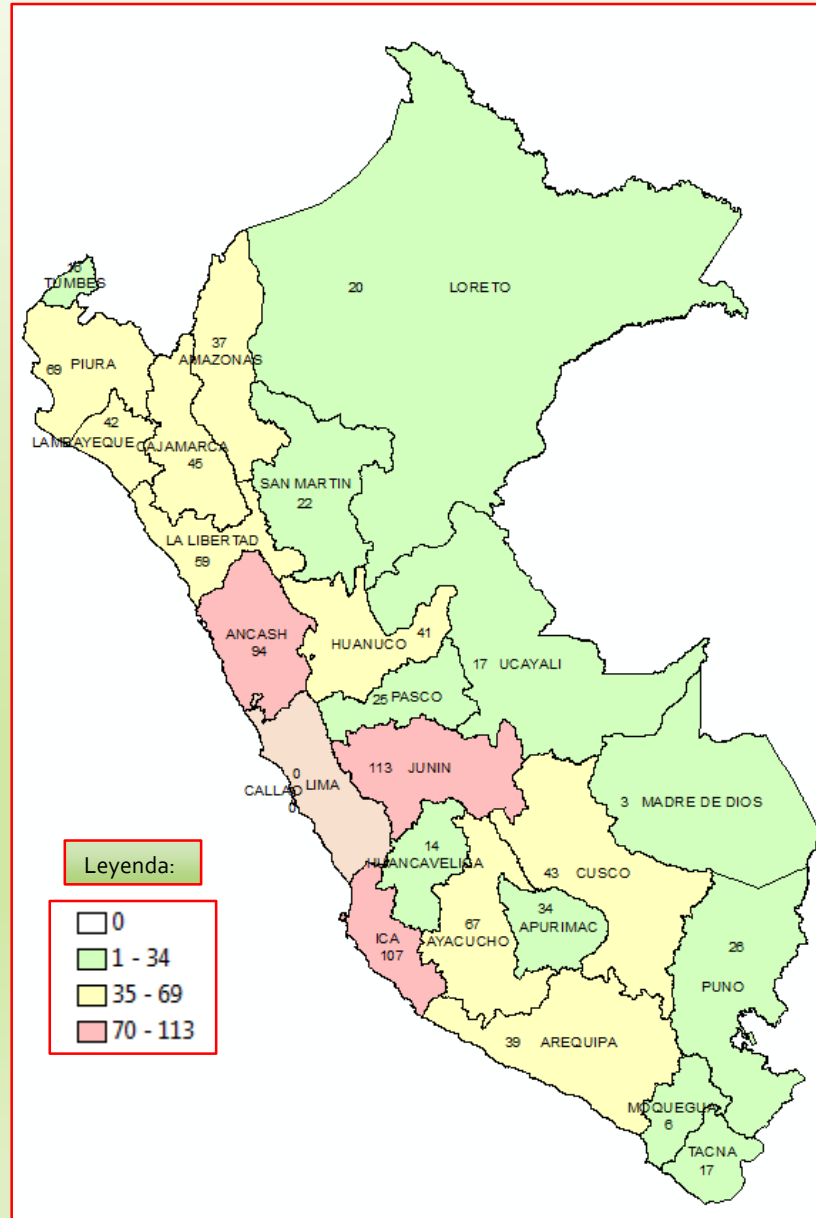 20 LORETO
16
TUMBES
37
AMAZONAS
69 PIURA
42
LAMBAYEQUE
CAJAMARCA
45
SAN MARTIN
22
LA LIBERTAD
59
ANCASH
94
HUANUCO 41
17 UCAYALI
25 PASCO
113 JUNIN
0
LIMA
CALLAO
0
3 MADRE DE DIOS
14
HUANCAVELICA
43 CUSCO
67
AYACUCHO
34
APURIMAC
ICA
107
26
PUNO
39 AREQUIPA
MOQUEGUA
6
TACNA
17
Leyenda:
0
1 - 34
35 - 69
70 - 113